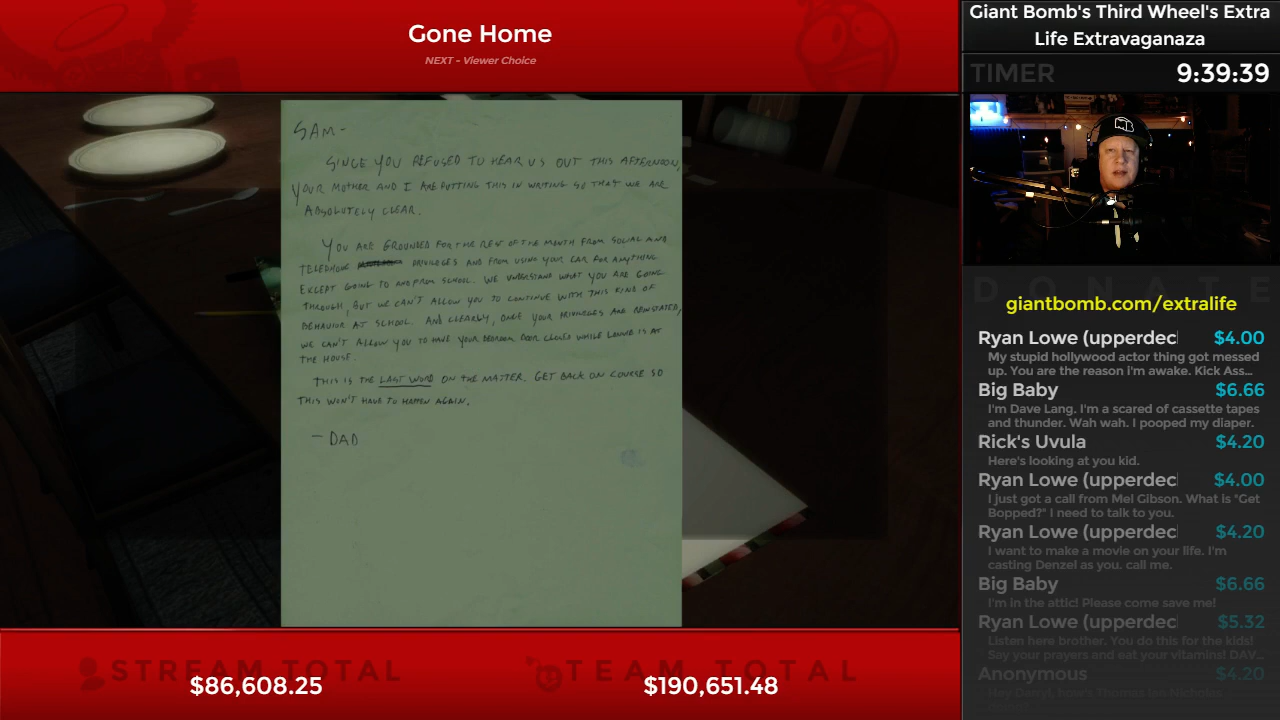 Gone Home
NEXT - Viewer Choice
SAM-
SINCE YOU REFUSED TO HEAR US OUT THIS AFTERNOON,
YOUR MOTHER AND I ARE PUTTING THIS IN WRITING SO THAT WE ARE
ABSOLUTELY CLEAR.
YOU ARE GROUNDED FOR THE REST OF THE MONTH FROM SOCIAL AND
TELEPHONE PRIVILEGES AND FROM USING YOUR CAR FOR ANYTHING
EXCEPT GOING TO AND FROM SCHOOL. WE UNDERSTAND WHAT YOU ARE GOING
THROUGH, BUT WE CAN'T ALLOW YOU TO CONTINUE WITH THIS KIND OF
BEHAVIOR AT SCHOOL. AND CLEARLY, ONCE YOUR PRIVILEGES ARE REINSTATED,
WE CAN'T ALLOW YOU TO HAVE YOUR BEDROOM DOOR CLOSED WHILE LONNIE IS AT
THE HOUSE.
THIS IS THE LAST WORD ON THE MATTER. GET BACK ON COURSE SO
THIS WON'T HAVE TO HAPPEN AGAIN.
- DAD
STREAM TOTAL
$86,608.25
TEAM TOTAL
$190,651.48
Giant Bomb's Third Wheel's Extra
Life Extravaganaza
TIMER 9:39:39
DONATE
giantbomb.com/extralife
Ryan Lowe (upperdec $4.00
My stupid hollywood actor thing got messed
up. You are the reason I'm awake. Kick Ass...
Big Baby $6.66
I'm Dave Lang. I'm a scared of cassette tapes
and thunder. Wah wah. I pooped my diaper.
Rick's Uvula $4.20
Here's looking at you kid.
Ryan Lowe (upperdec $4.00
I just got a call from Mel Gibson. What is "Get
Bopped?" I need to talk to you.
Ryan Lowe (upperdec $4.20
I want to make a movie on your life. I'm
casting Denzel as you. call me.
Big Baby $6.66
I'm in the attic! Please come save me!
Ryan Lowe (upperdec $5.32
Listen here brother. You do this for the kids!
Say your prayers and eat your vitamins! DAV...
Anonymous $4.20